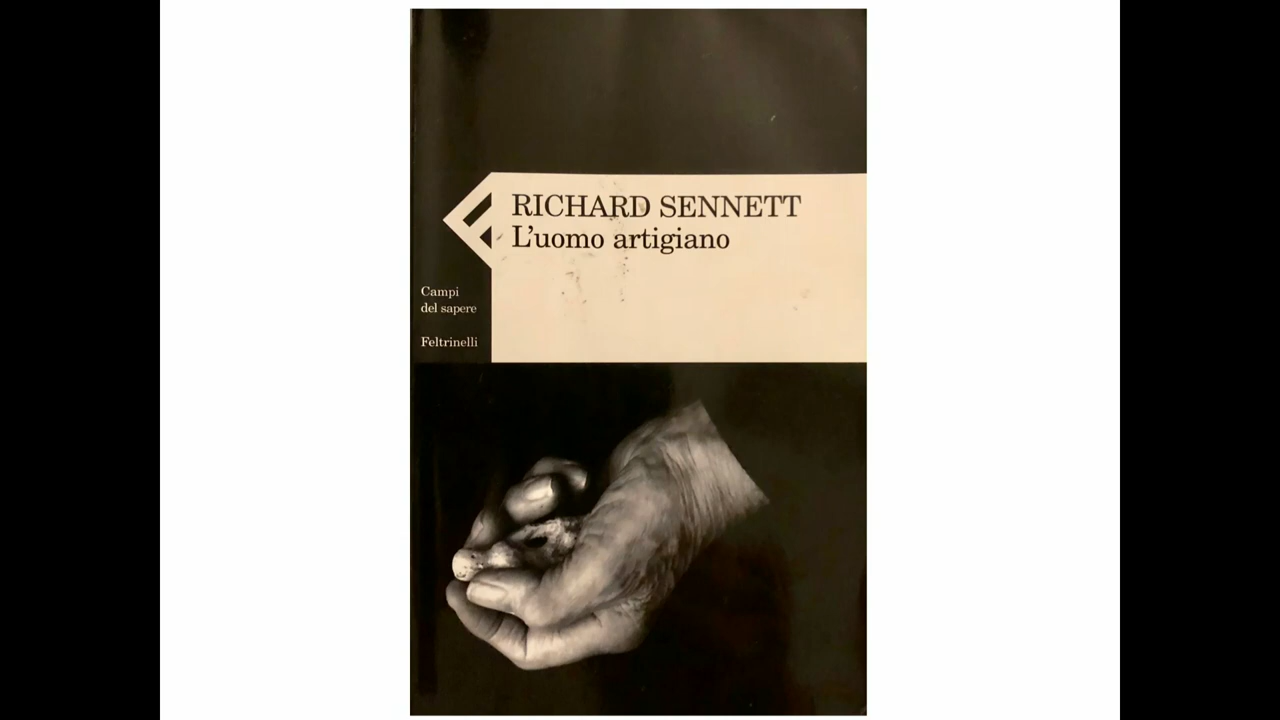 RICHARD SENNETT
L'uomo artigiano
Campi
del sapere
Feltrinelli